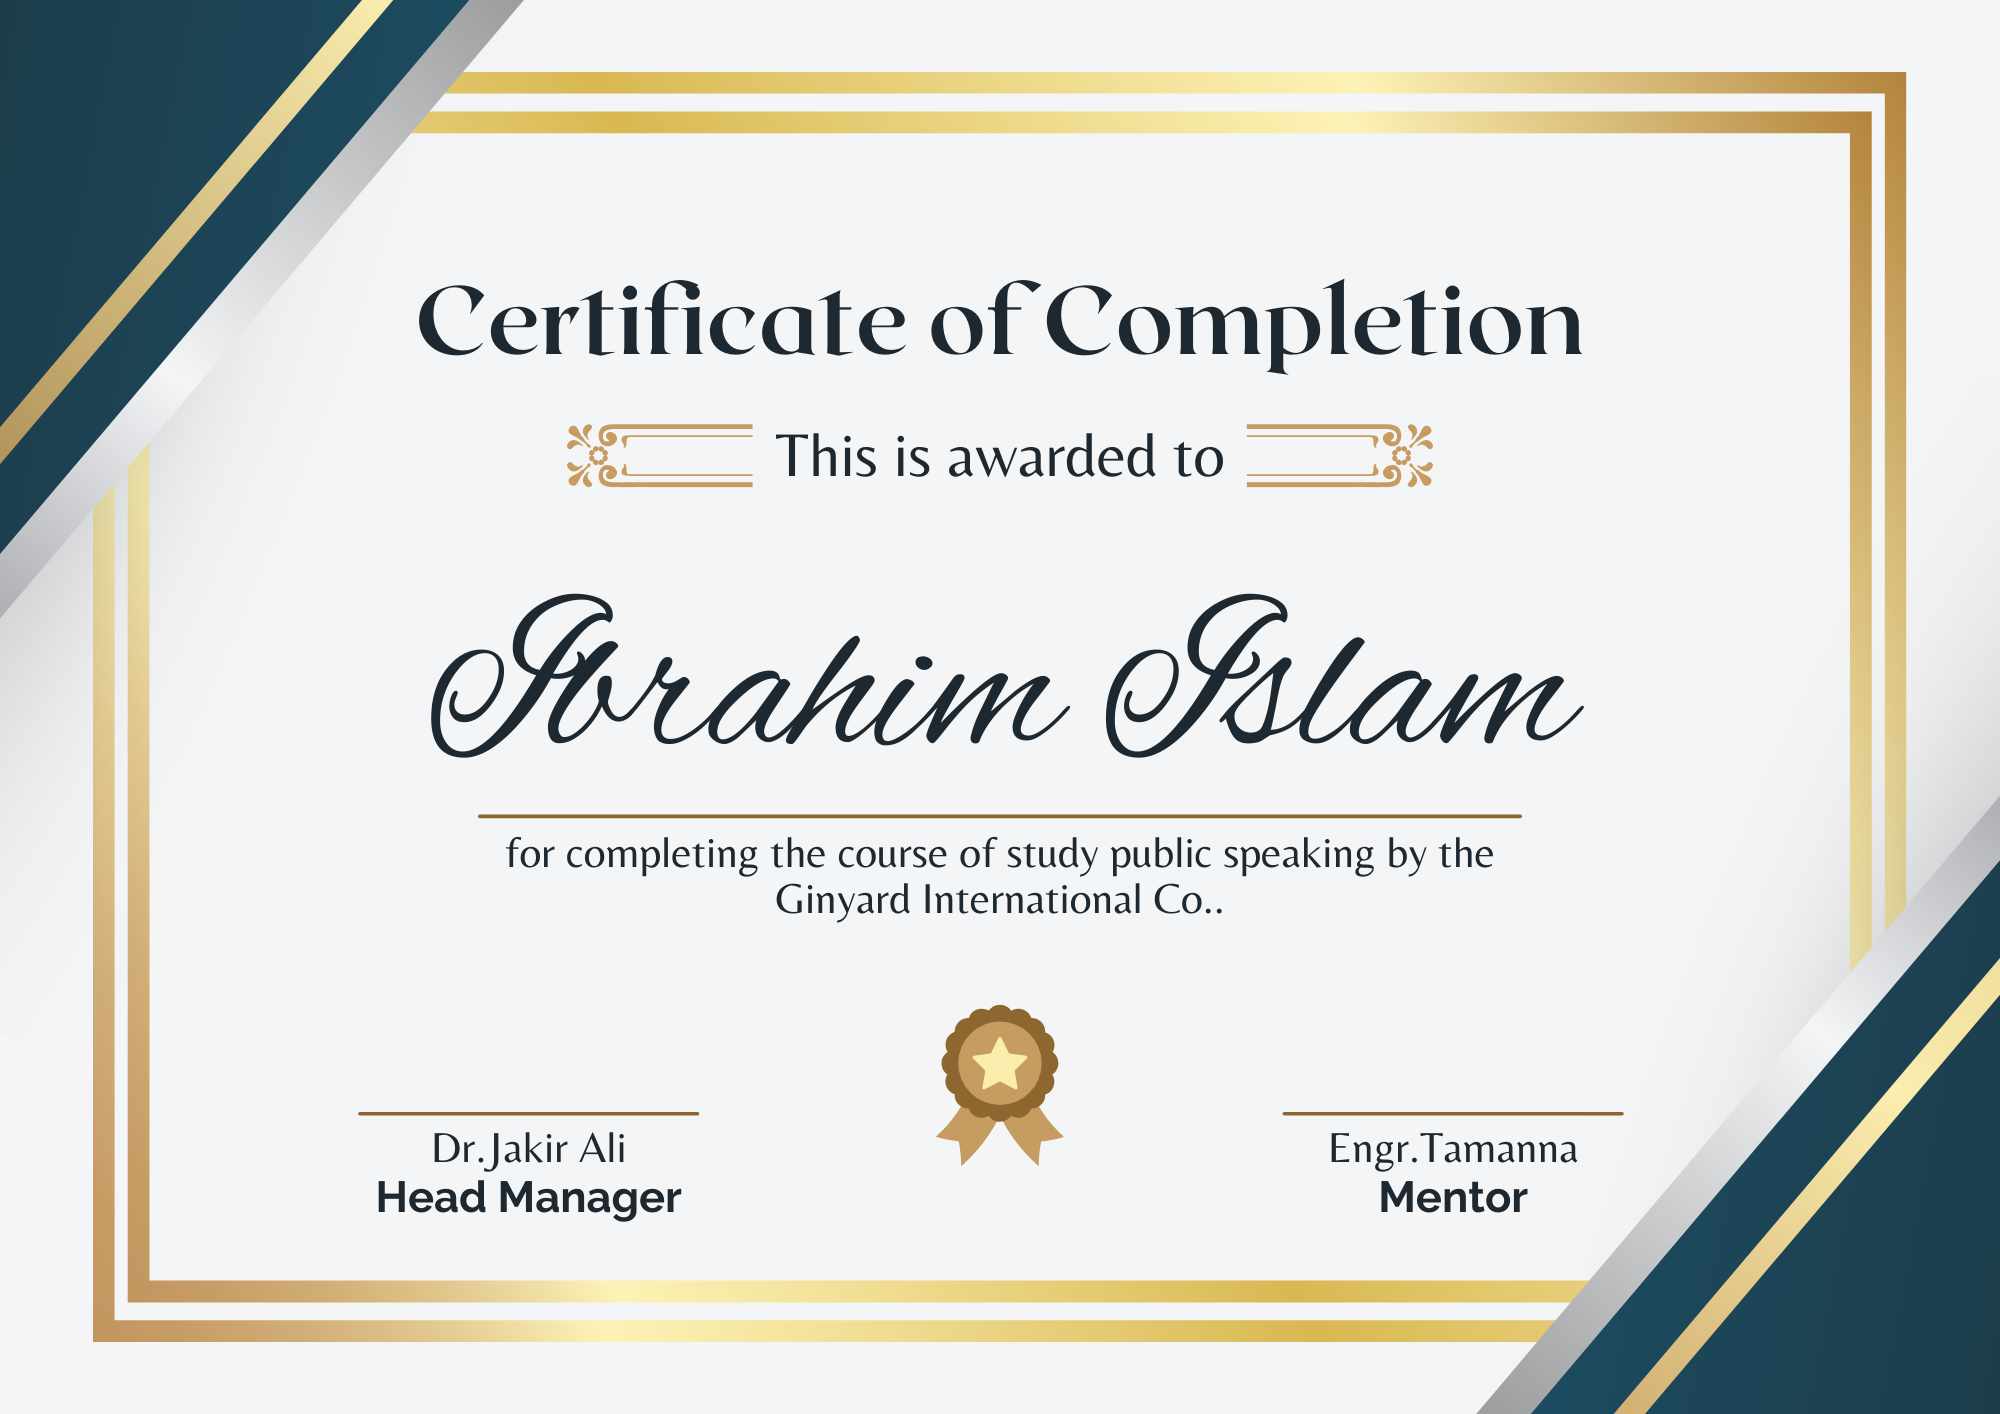 Certificate of Completion
This is awarded to
Ibrahim Islam
for completing the course of study public speaking by the
Ginyard International Co..
Dr.Jakir Ali
Head Manager
Engr.Tamanna
Mentor